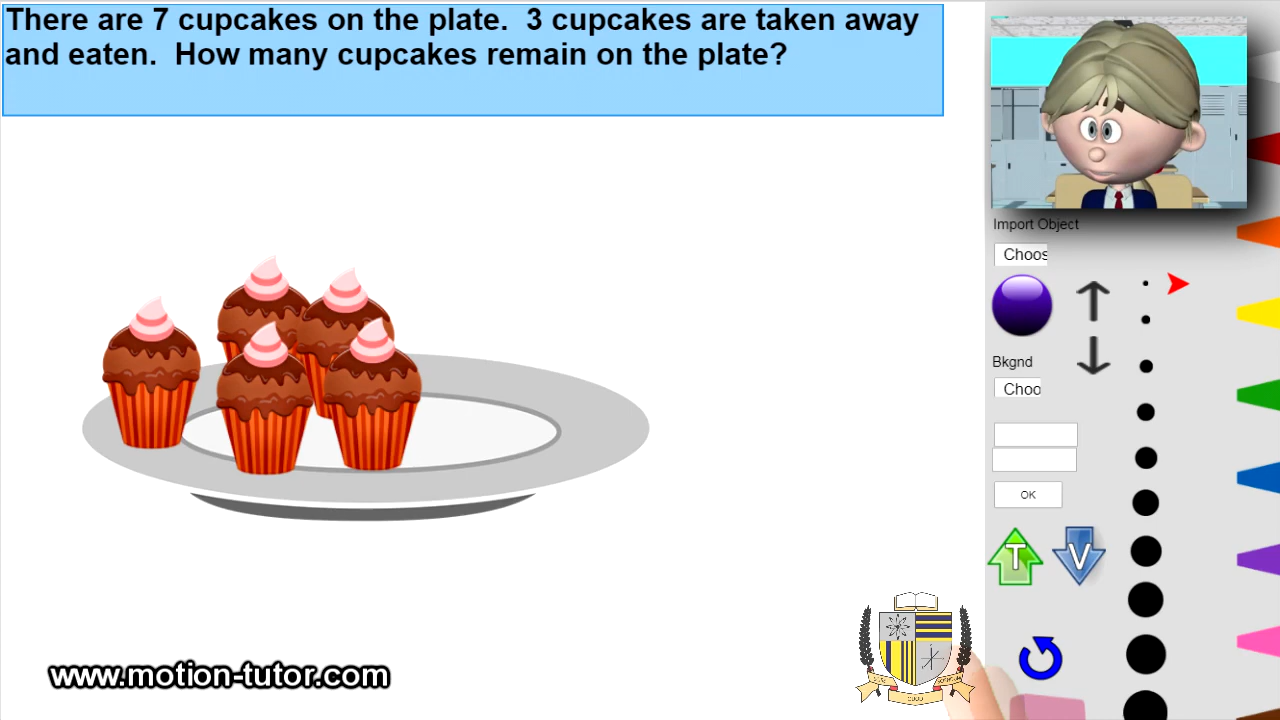 There are 7 cupcakes on the plate.  3 cupcakes are taken away
and eaten.  How many cupcakes remain on the plate?
Import Object
Choos
Bkgnd
Choo
OK
T V
www.motion-tutor.com